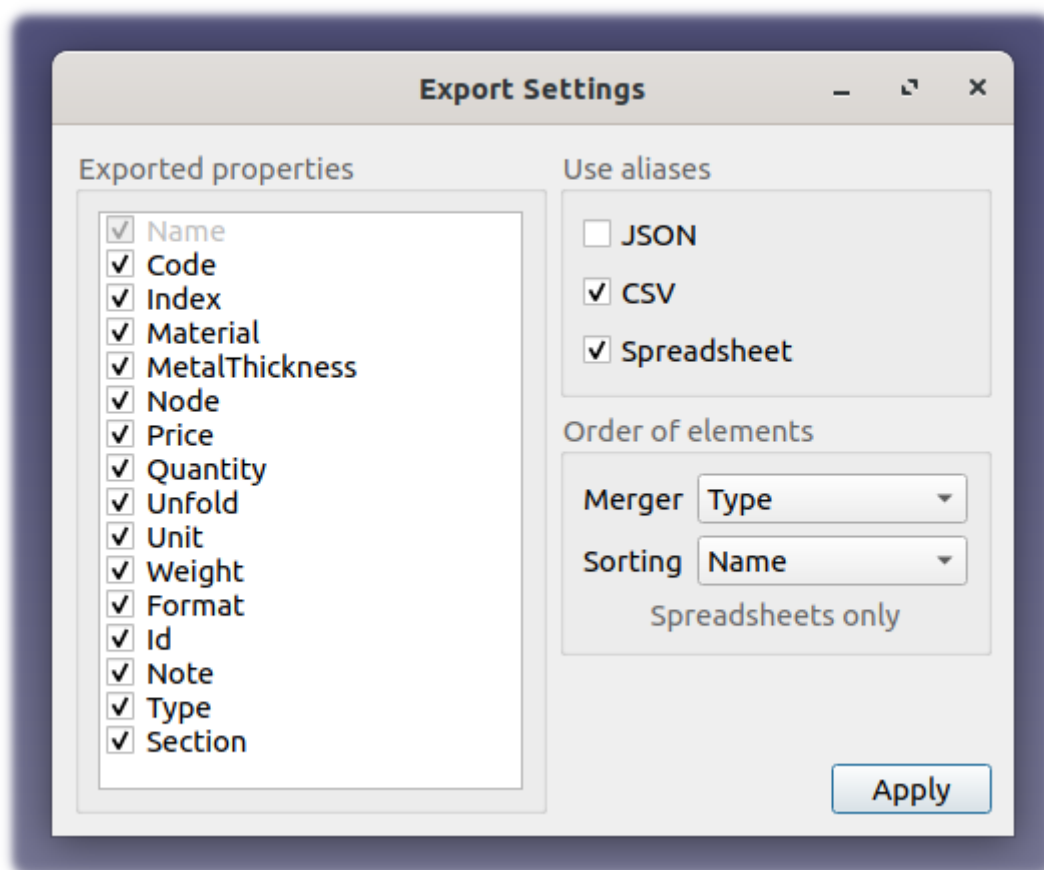 Export Settings
Exported properties
Name
Code
Index
Material
MetalThickness
Node
Price
Quantity
Unfold
Unit
Weight
Format
Id
Note
Type
Section
Use aliases
JSON
CSV
Spreadsheet
Order of elements
Merger Type
Sorting Name
Spreadsheets only
Apply